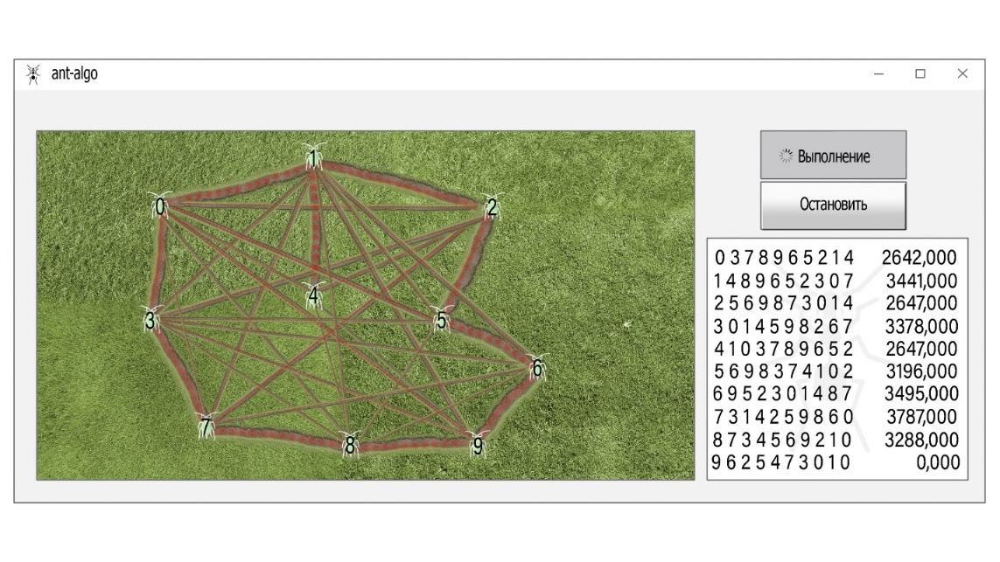 ant-algo
1
0
2
4
3
5
6
7
8
9
Выполнение
Остановить
0 3 7 8 9 6 5 2 1 4 2642,000
1 4 8 9 6 5 2 3 0 7 3441,000
2 5 6 9 8 7 3 0 1 4 2647,000
3 0 1 4 5 9 8 2 6 7 3378,000
4 1 0 3 7 8 9 6 5 2 2647,000
5 6 9 8 3 7 4 1 0 2 3196,000
6 9 5 2 3 0 1 4 8 7 3495,000
7 3 1 4 2 5 9 8 6 0 3787,000
8 7 3 4 5 6 9 2 1 0 3288,000
9 6 2 5 4 7 3 0 1 0 0,000